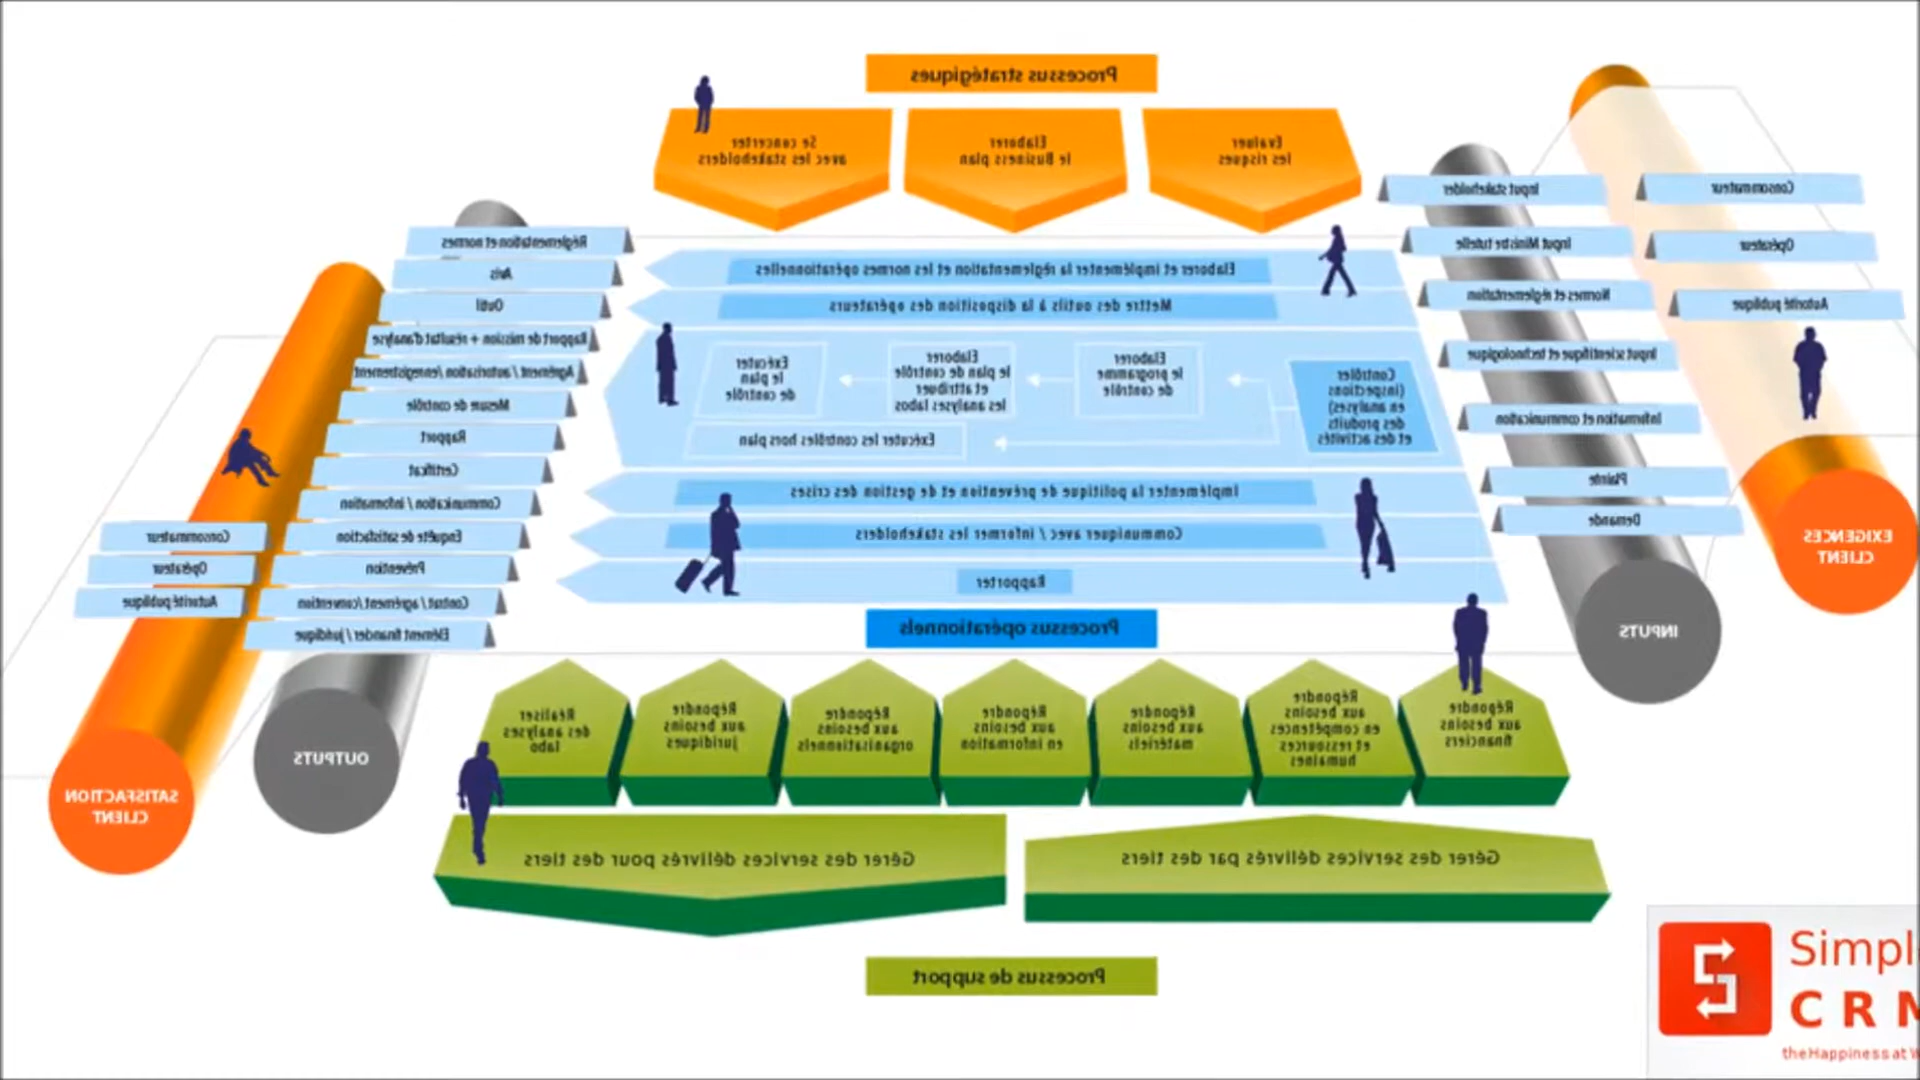 Processus stratégiques
Se concerter
avec les stakeholders
Elaborer
le Business plan
Evaluer
les risques
Réglementation et normes
Avis
Outil
Rapport de mission + résultat d'analyse
Agrément / autorisation / enregistrement
Mesure de contrôle
Rapport
Certificat
Communication / information
Enquête de satisfaction
Prévention
Contrat / agrément / convention
Elément financier / juridique
Consommateur
Opérateur
Autorité publique
SATISFACTION
CLIENT
OUTPUTS
Elaborer et implémenter la réglementation et les normes opérationnelles
Mettre des outils à la disposition des opérateurs
Exécuter
le plan
de contrôle
Elaborer
le plan de contrôle
et attribuer
les analyses labos
Elaborer
le programme
de contrôle
Contrôler
(inspections
en analyses)
des produits
et des activités
Exécuter les contrôles hors plan
Implémenter la politique de prévention et de gestion des crises
Communiquer avec / informer les stakeholders
Rapporter
Processus opérationnels
Input stakeholder
Input Ministre tutelle
Normes et réglementation
Input scientifique et technologique
Information et communication
Plainte
Demande
Consommateur
Opérateur
Autorité publique
EXIGENCES
CLIENT
INPUTS
Réaliser
des analyses
labo
Répondre
aux besoins
juridiques
Répondre
aux besoins
organisationnels
Répondre
aux besoins
en information
Répondre
aux besoins
matériels
Répondre
aux besoins
en compétences
et ressources
humaines
Répondre
aux besoins
financiers
Gérer des services délivrés pour des tiers
Gérer des services délivrés par des tiers
Processus de support
Simpl
CRM
the Happiness at W